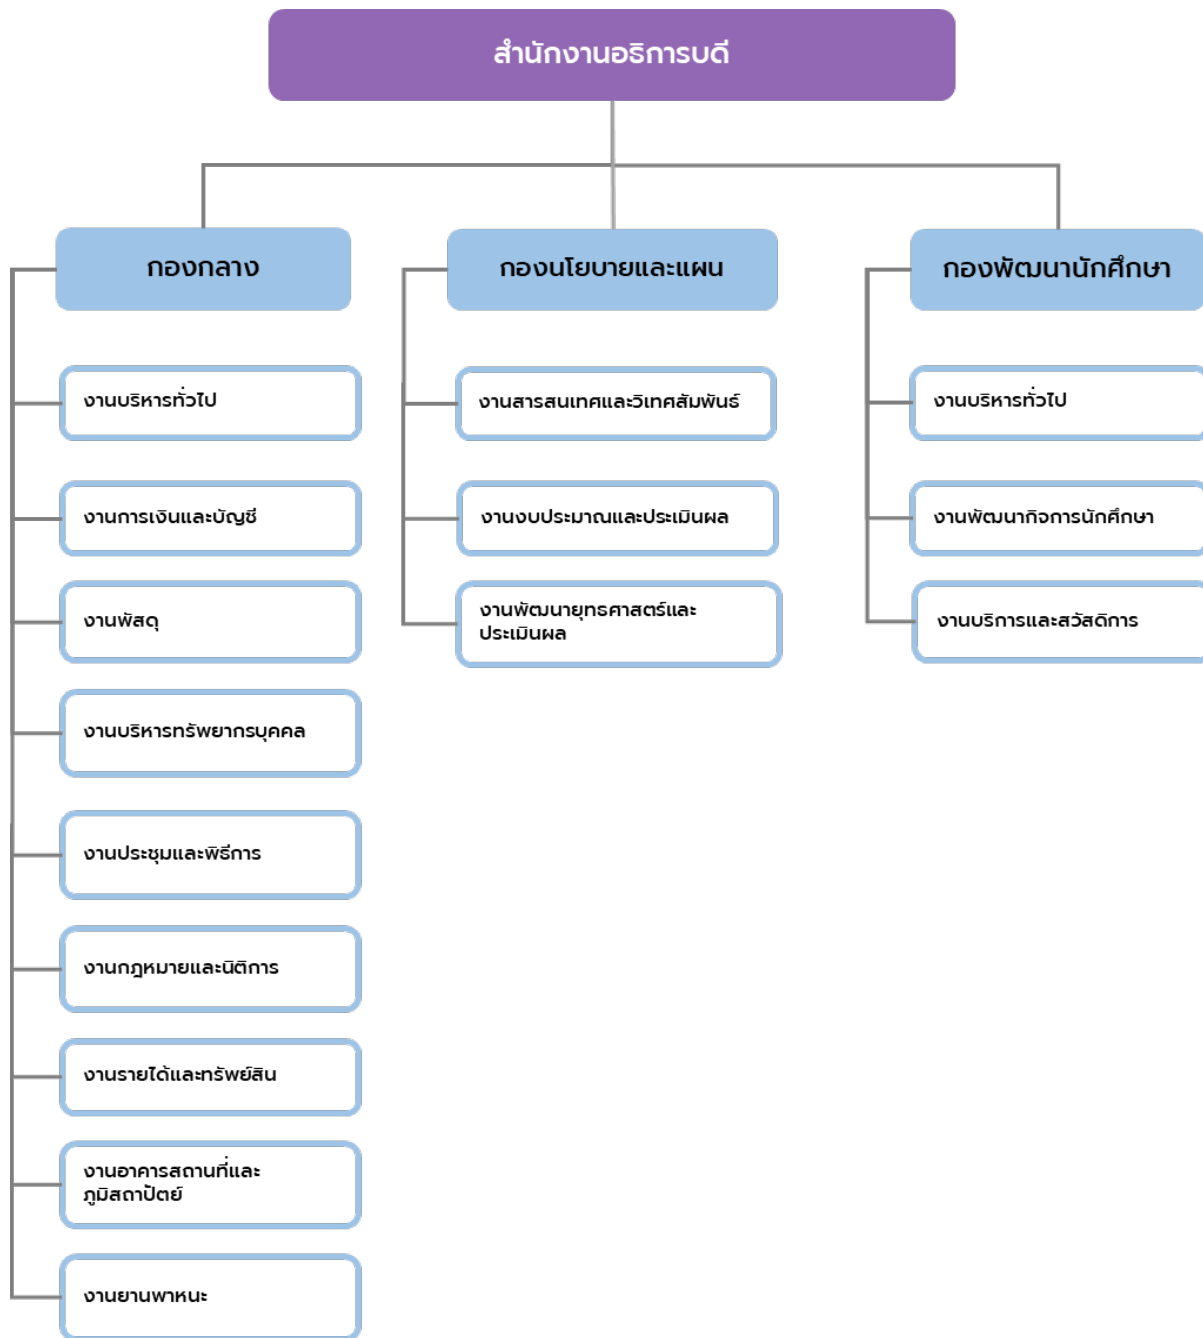 สำนักงานอธิการบดี
กองกลาง
งานบริหารทั่วไป
งานการเงินและบัญชี
งานพัสดุ
งานบริหารทรัพยากรบุคคล
งานประชุมและพิธีการ
งานกฎหมายและนิติการ
งานรายได้และทรัพย์สิน
งานอาคารสถานที่และ
ภูมิสถาปัตย์
งานยานพาหนะ
กองนโยบายและแผน
งานสารสนเทศและวิเทศสัมพันธ์
งานงบประมาณและประเมินผล
งานพัฒนายุทธศาสตร์และ
ประเมินผล
กองพัฒนานักศึกษา
งานบริหารทั่วไป
งานพัฒนากิจการนักศึกษา
งานบริการและสวัสดิการ